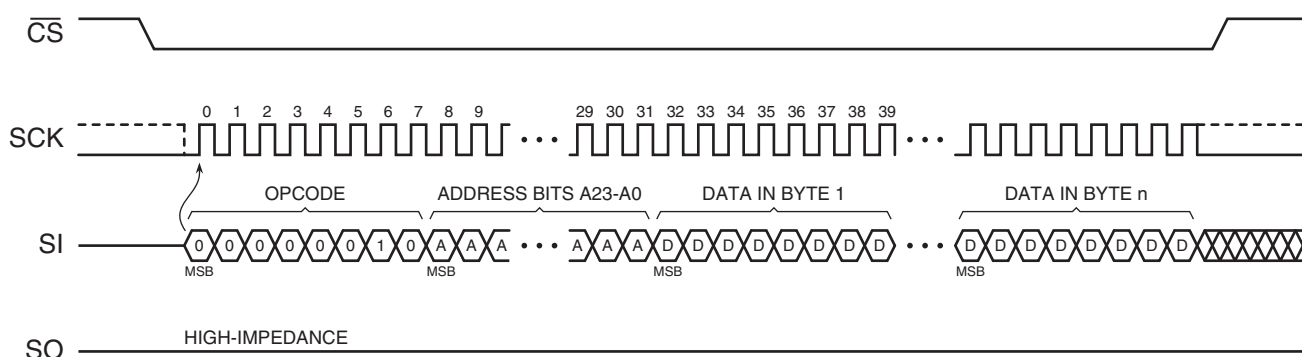 CS
0 1 2 3 4 5 6 7 8 9 29 30 31 32 33 34 35 36 37 38 39
SCK
OPCODE ADDRESS BITS A23-A0 DATA IN BYTE 1 DATA IN BYTE n
SI 0 0 0 0 0 0 1 0 A A A A A A D D D D D D D D D D D D D D D D
MSB MSB MSB MSB
HIGH-IMPEDANCE
SO